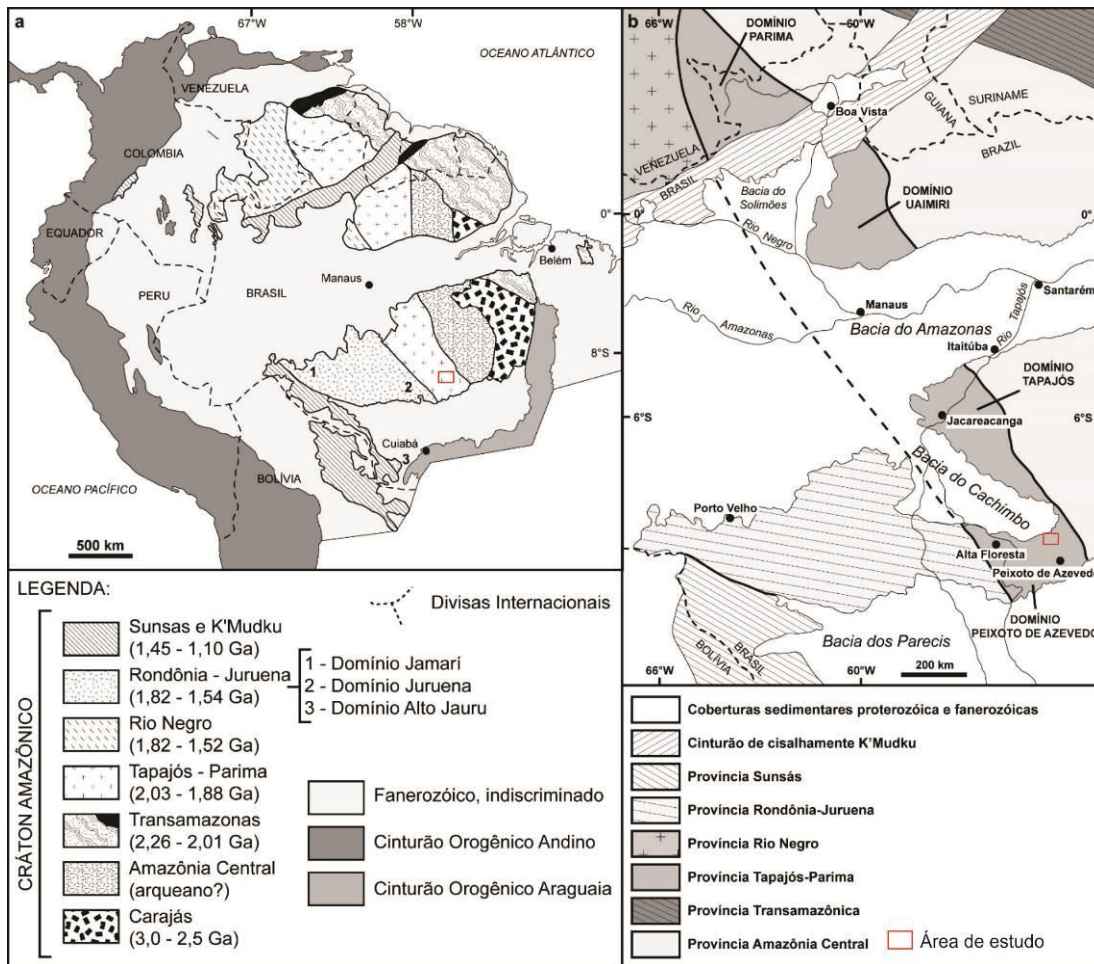 a
67°W
58°W
OCEANO ATLÂNTICO
VENEZUELA
COLOMBIA
0°
EQUADOR
Belém
Manaus
PERU
BRASIL
8°S
1
2
Cuiabá
3
BOLÍVIA
OCEANO PACÍFICO
500 km
LEGENDA:
CRÁTON AMAZÔNICO
Sunsas e K'Mudku
(1,45 - 1,10 Ga)
Rondônia - Juruena
(1,82 - 1,54 Ga)
Rio Negro
(1,82 - 1,52 Ga)
Tapajós - Parima
(2,03 - 1,88 Ga)
Transamazonas
(2,26 - 2,01 Ga)
Amazônia Central
(arqueano?)
Carajás
(3,0 - 2,5 Ga)
Divisas Internacionais
1 - Domínio Jamarí
2 - Domínio Juruena
3 - Domínio Alto Jauru
Fanerozóico, indiscriminado
Cinturão Orogênico Andino
Cinturão Orogênico Araguaia
b
66°W
60°W
DOMÍNIO
PARIMA
Boa Vista
GUIANA
SURINAME
BRAZIL
VENEZUELA
BRASIL
Bacia do
Solimões
DOMÍNIO
UAIMIRI
0°
Rio Negro
Manaus
Santarém
Rio Amazonas
Bacia do Amazonas
Rio Tapajós
Itaitúba
DOMÍNIO
TAPAJÓS
6°S
6°S
Jacareacanga
Bacia do Cachimbo
Porto Velho
Alta Floresta
Peixoto de Azevedo
DOMÍNIO
PEIXOTO DE AZEVEDO
Bacia dos Parecis
BOLÍVIA
BRASIL
66°W
60°W
200 km
Coberturas sedimentares proterozóica e fanerozóicas
Cinturão de cisalhamente K'Mudku
Província Sunsás
Província Rondônia-Juruena
Província Rio Negro
Província Tapajós-Parima
Província Transamazônica
Província Amazônia Central
Área de estudo